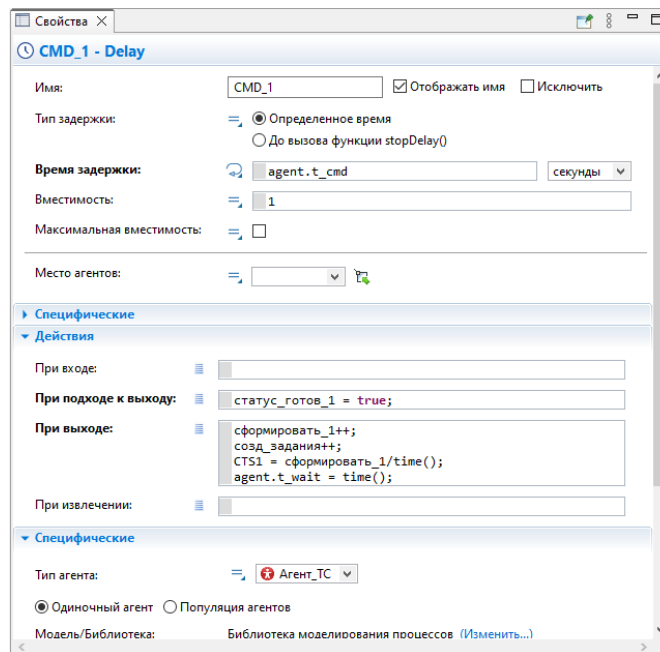 Свойства
CMD_1 - Delay
Имя: CMD_1 Отображать имя Исключить
Тип задержки: Определенное время
До вызова функции stopDelay()
Время задержки: agent.t_cmd секунды
Вместимость: 1
Максимальная вместимость:
Место агентов:
Специфические
Действия
При входе:
При подходе к выходу: статус_готов_1 = true;
При выходе: сформировать_1++;
созд_задания++;
CTS1 = сформировать_1/time();
agent.t_wait = time();
При извлечении:
Специфические
Тип агента: Агент_ТС
Одиночный агент Популяция агентов
Модель/Библиотека: Библиотека моделирования процессов (Изменить...)